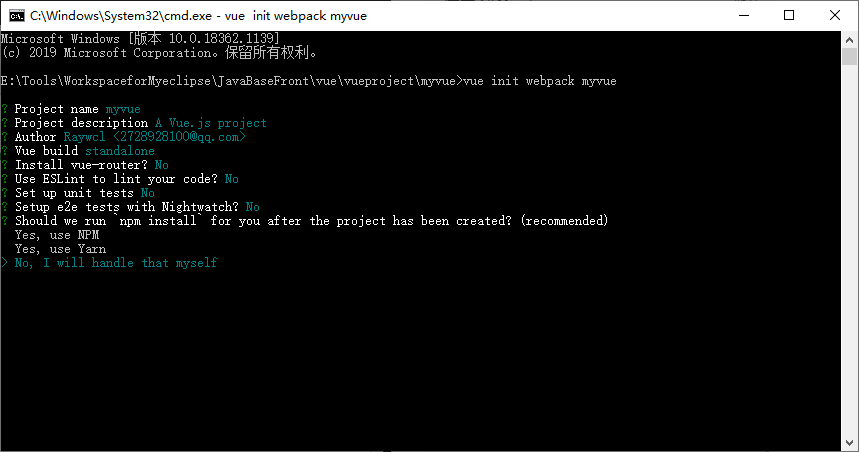 C:\Windows\System32\cmd.exe - vue  init webpack myvue
Microsoft Windows [版本 10.0.18362.1139]
(c) 2019 Microsoft Corporation。保留所有权利。
E:\Tools\WorkspaceforMyeclipse\JavaBaseFront\vue\vueproject\myvue>vue init webpack myvue
? Project name myvue
? Project description A Vue.js project
? Author Raywcl <2728928100@qq.com>
? Vue build standalone
? Install vue-router? No
? Use ESLint to lint your code? No
? Set up unit tests No
? Setup e2e tests with Nightwatch? No
? Should we run `npm install` for you after the project has been created? (recommended)
  Yes, use NPM
  Yes, use Yarn
> No, I will handle that myself